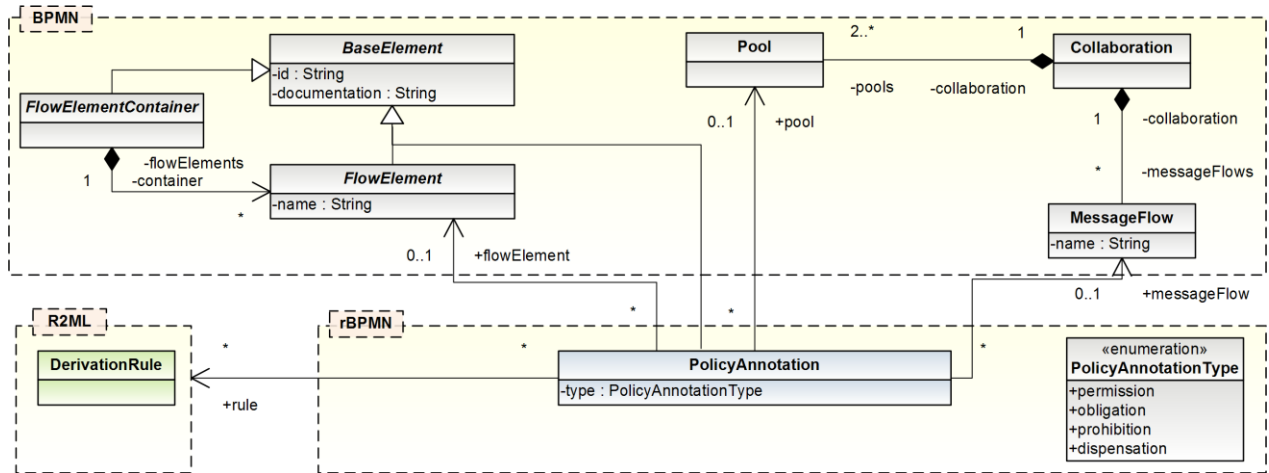 BPMN
BaseElement
-id : String
-documentation : String
FlowElementContainer
-flowElements
1
-container
*
FlowElement
-name : String
0..1
+flowElement
Pool
2..*
1
-pools
-collaboration
Collaboration
0..1
+pool
1
-collaboration
*
-messageFlows
MessageFlow
-name : String
0..1
+messageFlow
R2ML
DerivationRule
*
+rule
rBPMN
*
*
*
*
PolicyAnnotation
-type : PolicyAnnotationType
«enumeration»
PolicyAnnotationType
+permission
+obligation
+prohibition
+dispensation